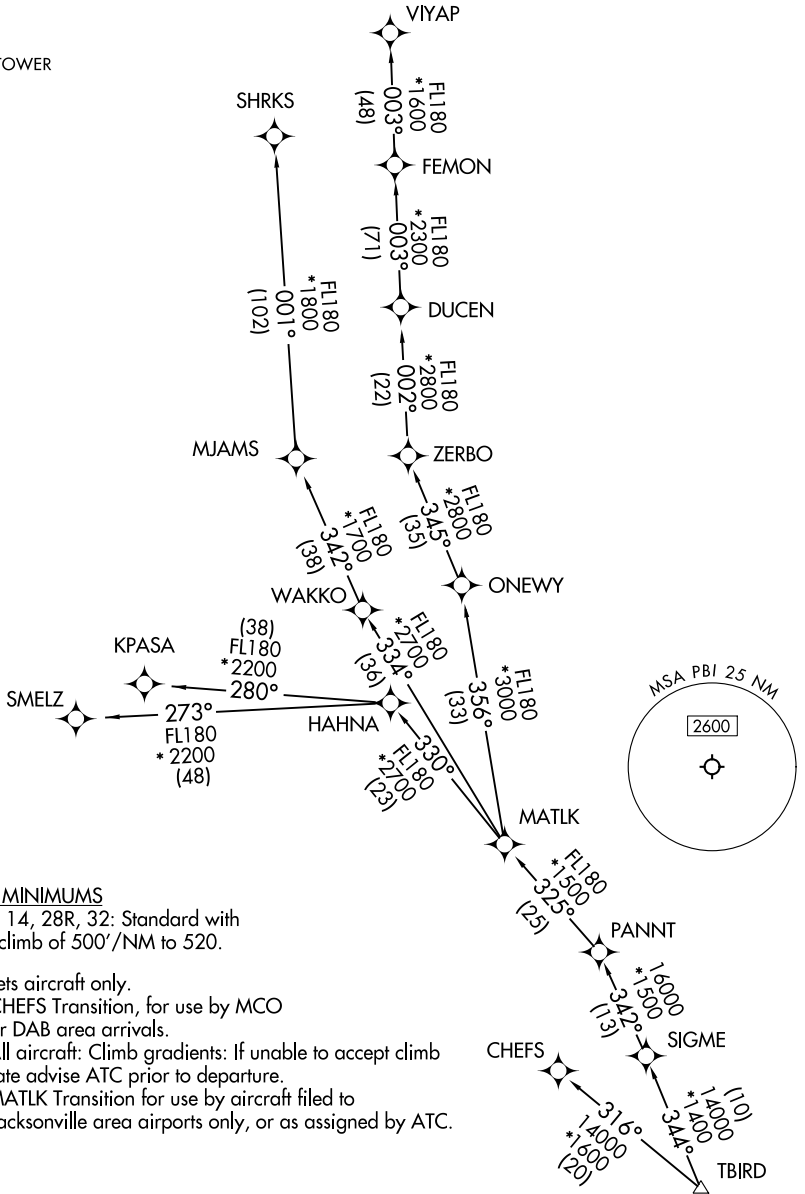 TOWER
VIYAP
FL180
*1600
003°
(48)
SHRKS
FEMON
FL180
*2300
003°
(71)
FL180
*1800
001°
(102)
DUCEN
FL180
*2800
002°
(22)
MJAMS
ZERBO
FL180
*2800
345°
(35)
FL180
*1700
342°
(38)
ONEWY
WAKKO
FL180
*2700
334°
(36)
FL180
*3000
356°
(33)
KPASA
(38)
FL180
*2200
280°
SMELZ
273°
FL180
*2200
(48)
HAHNA
330°
FL180
*2700
(23)
MSA PBI 25 NM
2600
MATLK
FL180
*1500
325°
(25)
PANNT
16000
*1500
342°
(13)
SIGME
(10)
14000
*1400
344°
CHEFS
316°
14000
*1600
(20)
TBIRD
MINIMUMS
14, 28R, 32: Standard with
climb of 500'/NM to 520.
ets aircraft only.
CHEFS Transition, for use by MCO
r DAB area arrivals.
ll aircraft: Climb gradients: If unable to accept climb
ate advise ATC prior to departure.
MATLK Transition for use by aircraft filed to
acksonville area airports only, or as assigned by ATC.